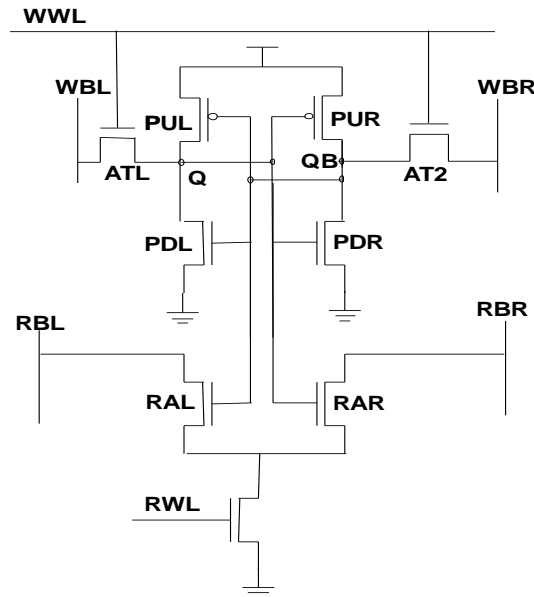 WWL
WBL
WBR
PUL
PUR
ATL
Q
QB
AT2
PDL
PDR
RBL
RBR
RAL
RAR
RWL